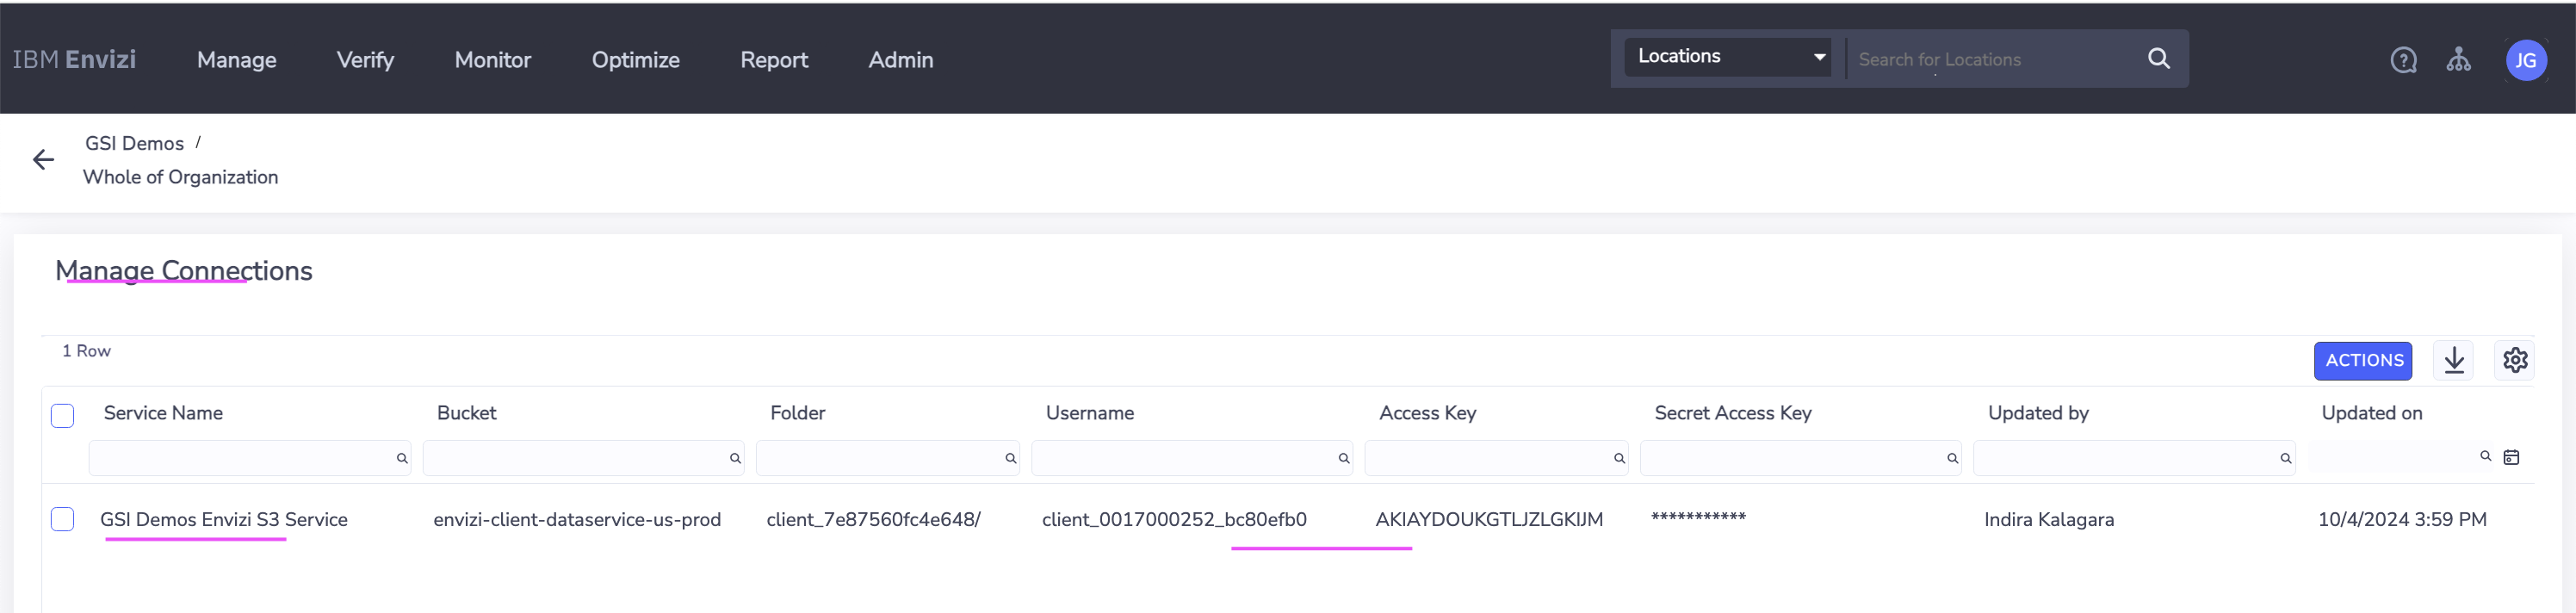 IBM Envizi Manage Verify Monitor Optimize Report Admin Locations Search for Locations JG
GSI Demos /
Whole of Organization
Manage Connections
1 Row
ACTIONS
Service Name Bucket Folder Username Access Key Secret Access Key Updated by Updated on
GSI Demos Envizi S3 Service envizi-client-dataservice-us-prod client_7e87560fc4e648/ client_0017000252_bc80efb0 AKIAYDOUKGTLJZLGKIJM *********** Indira Kalagara 10/4/2024 3:59 PM